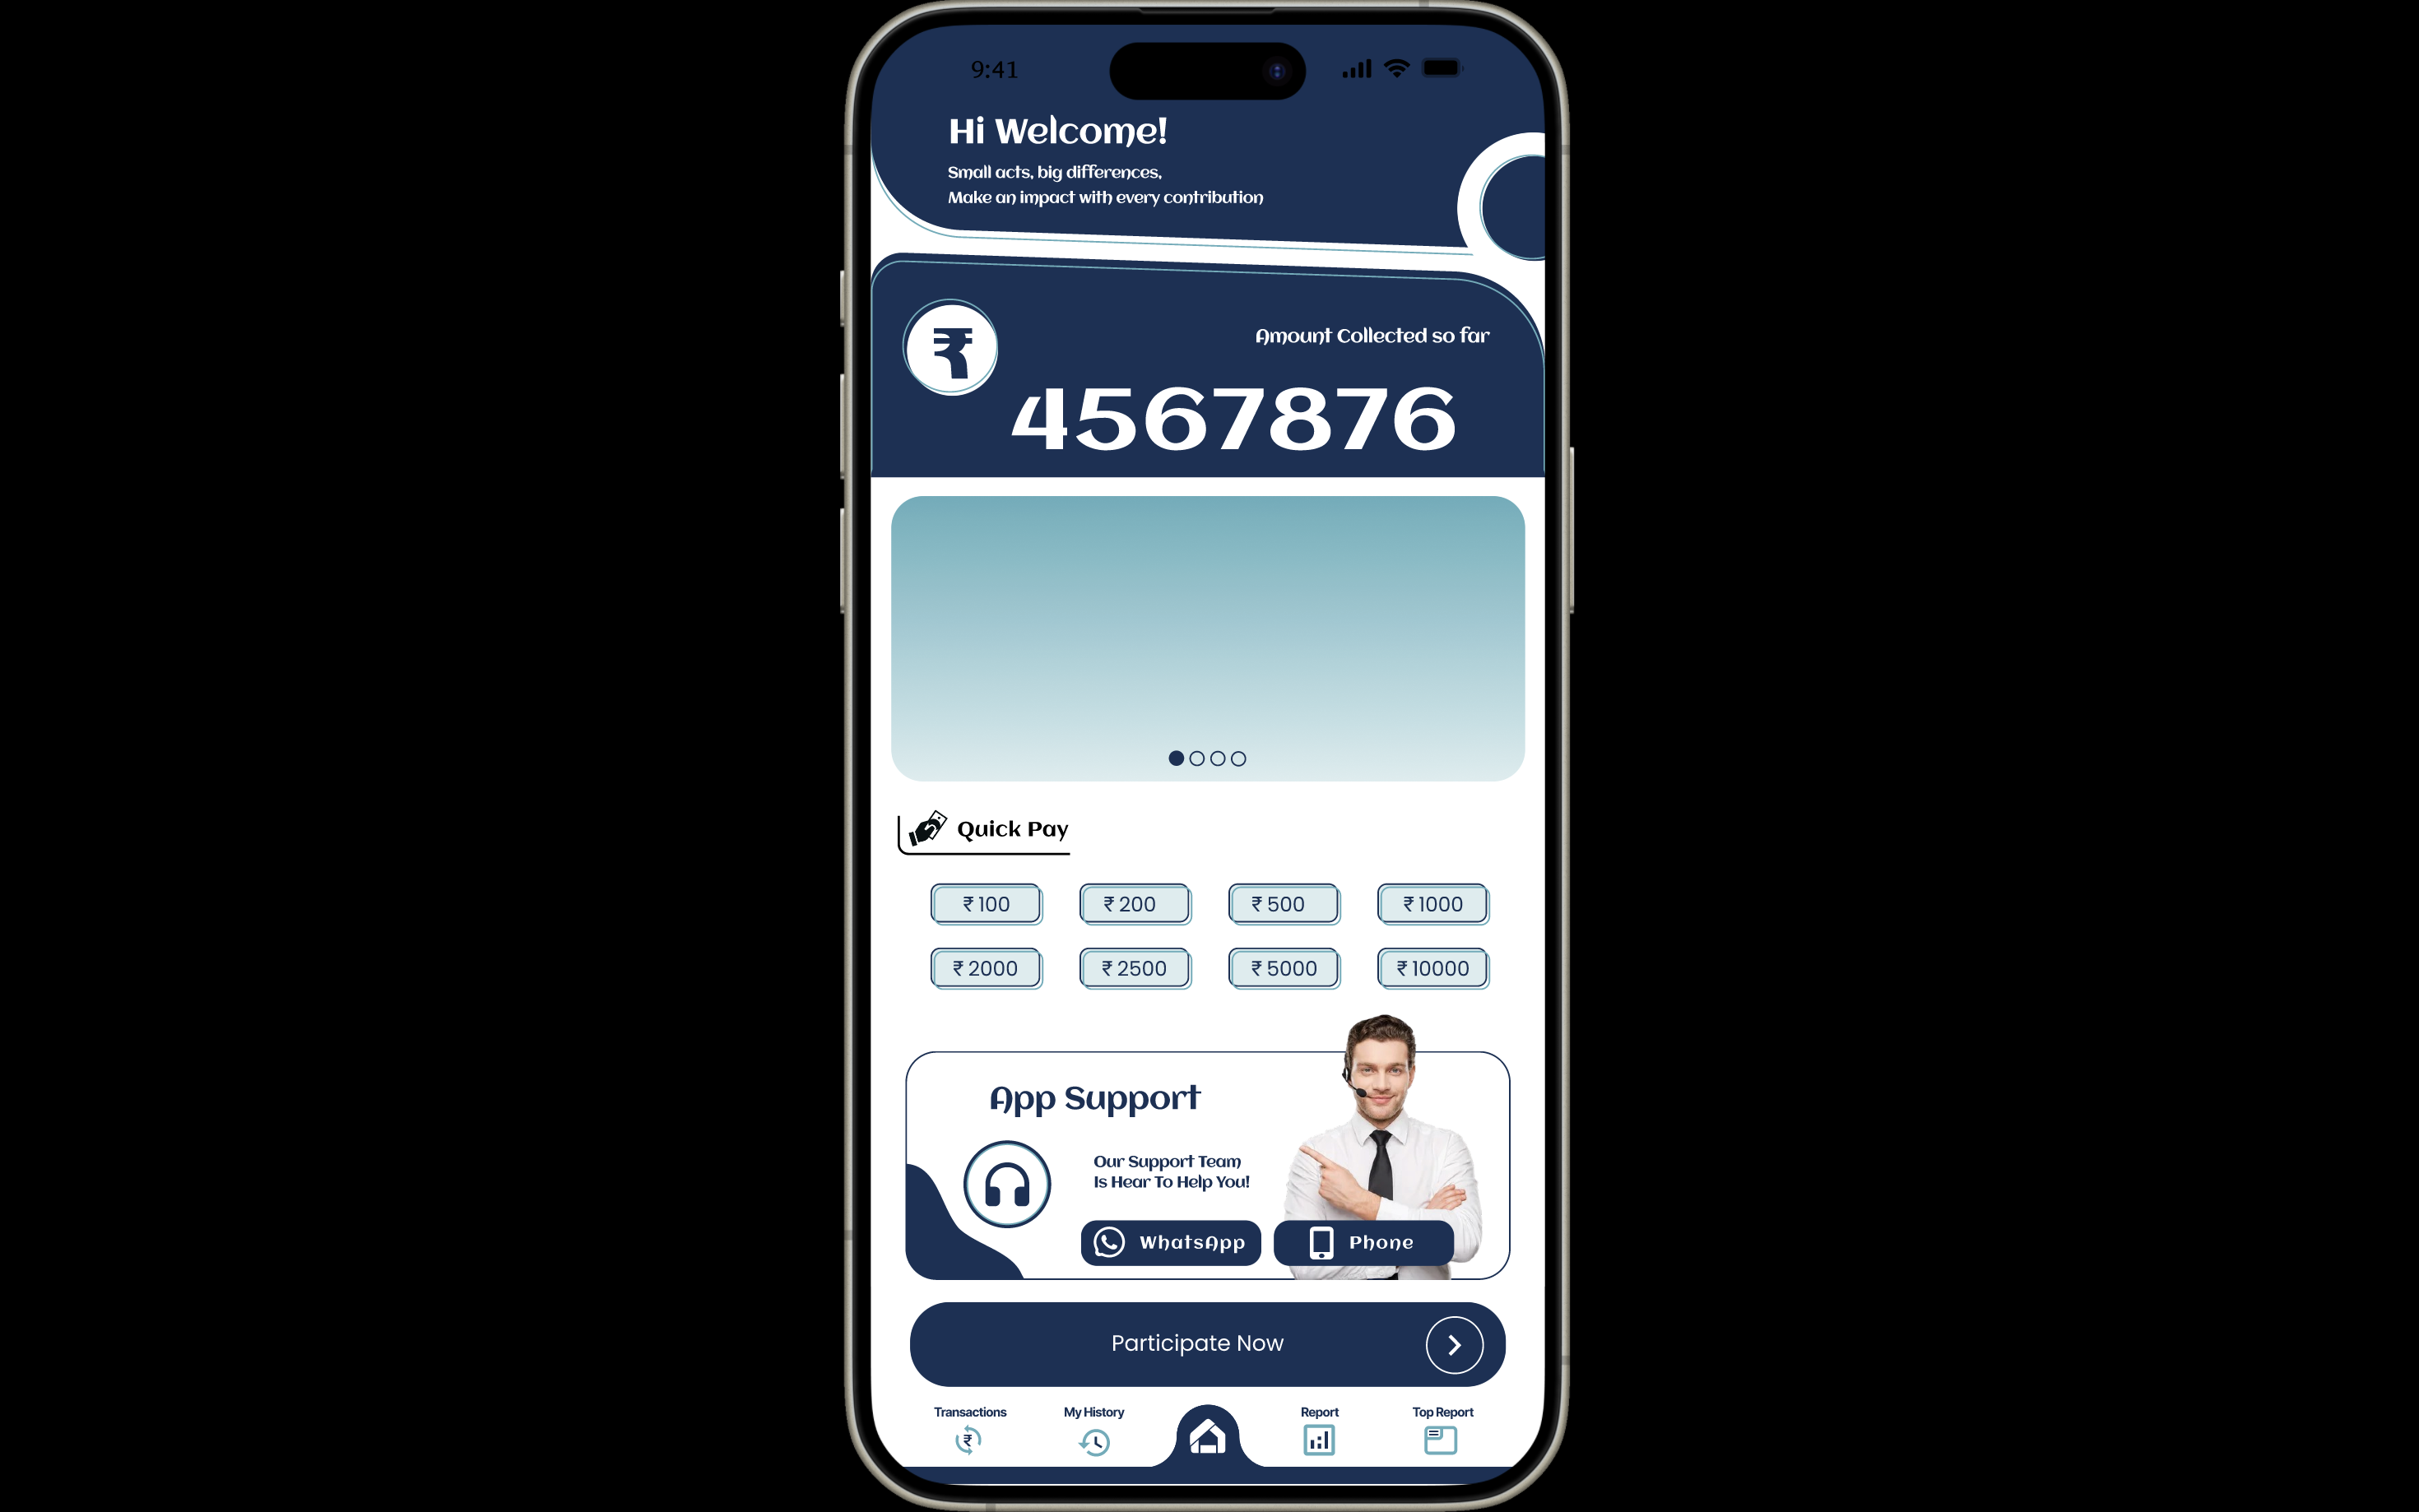 9:41
Hi Welcome!
Small acts, big differences,
Make an impact with every contribution
₹
Amount Collected so far
4567876
Quick Pay
₹ 100
₹ 200
₹ 500
₹ 1000
₹ 2000
₹ 2500
₹ 5000
₹ 10000
App Support
Our Support Team
Is Hear To Help You!
WhatsApp
Phone
Participate Now
Transactions
My History
Report
Top Report
₹